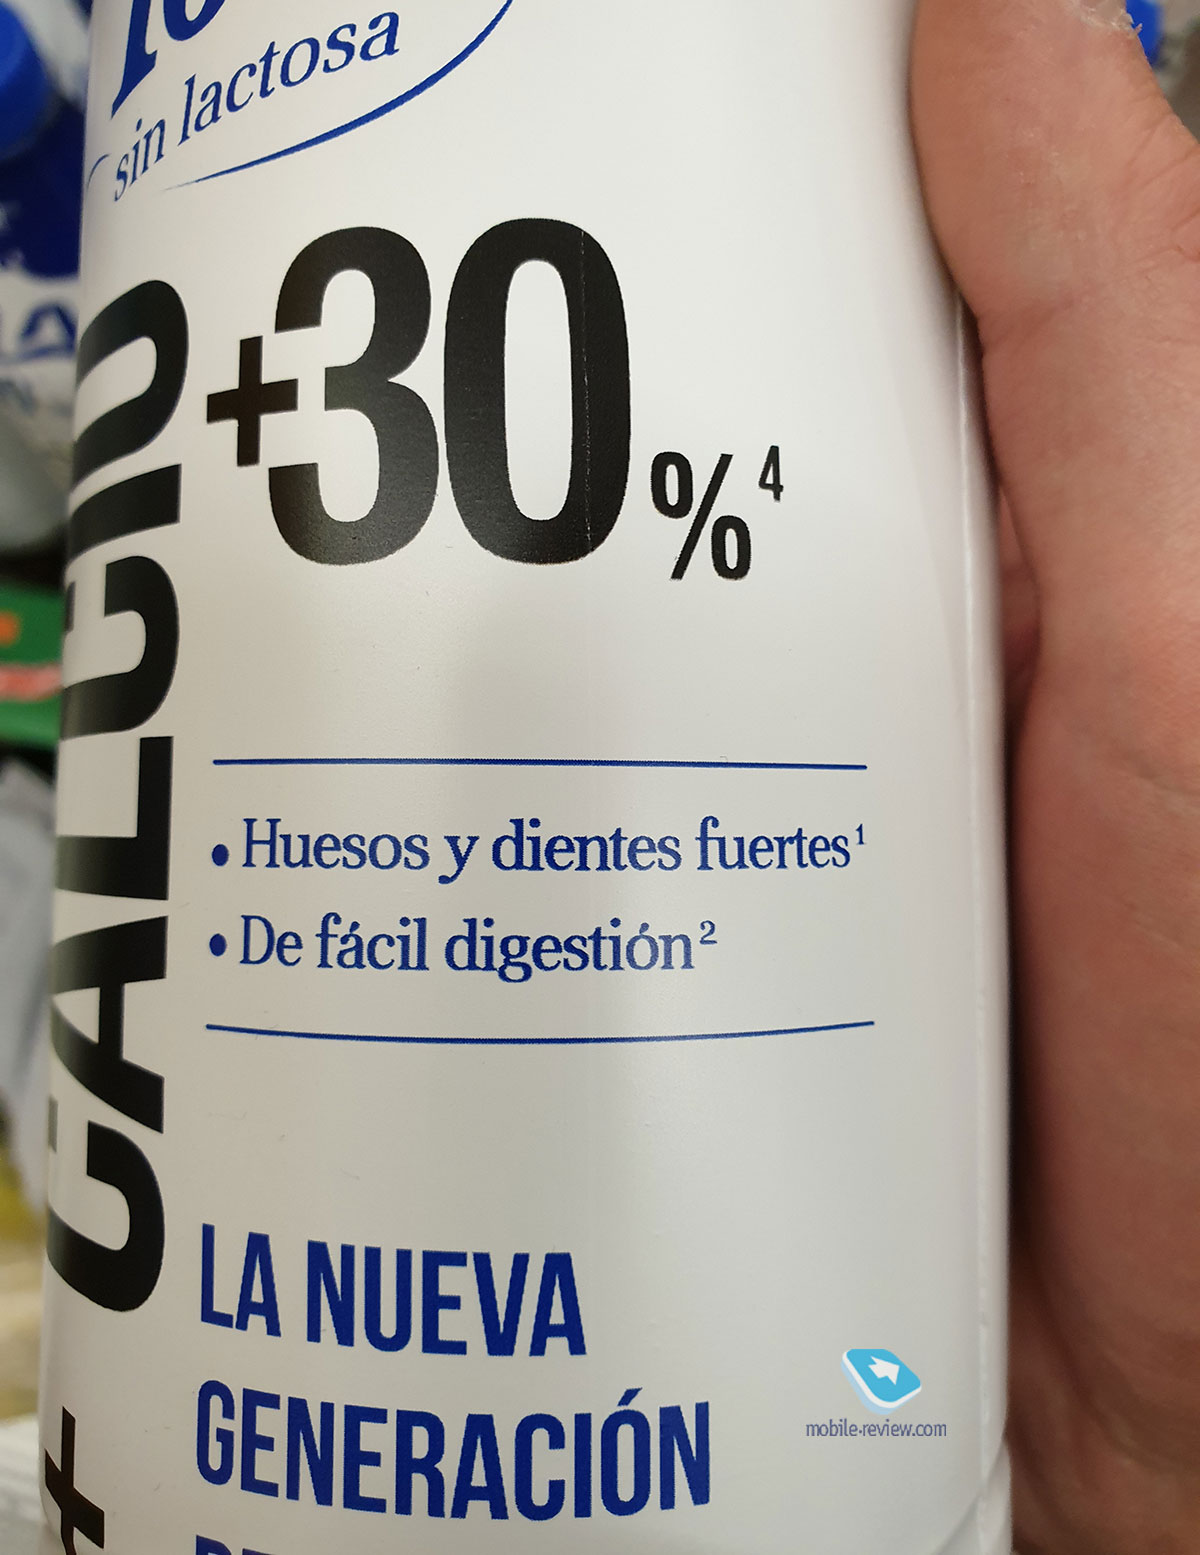 sin lactosa
+30%⁴
CALCIO
• Huesos y dientes fuertes¹
• De fácil digestión²
LA NUEVA
GENERACIÓN
mobile-review.com